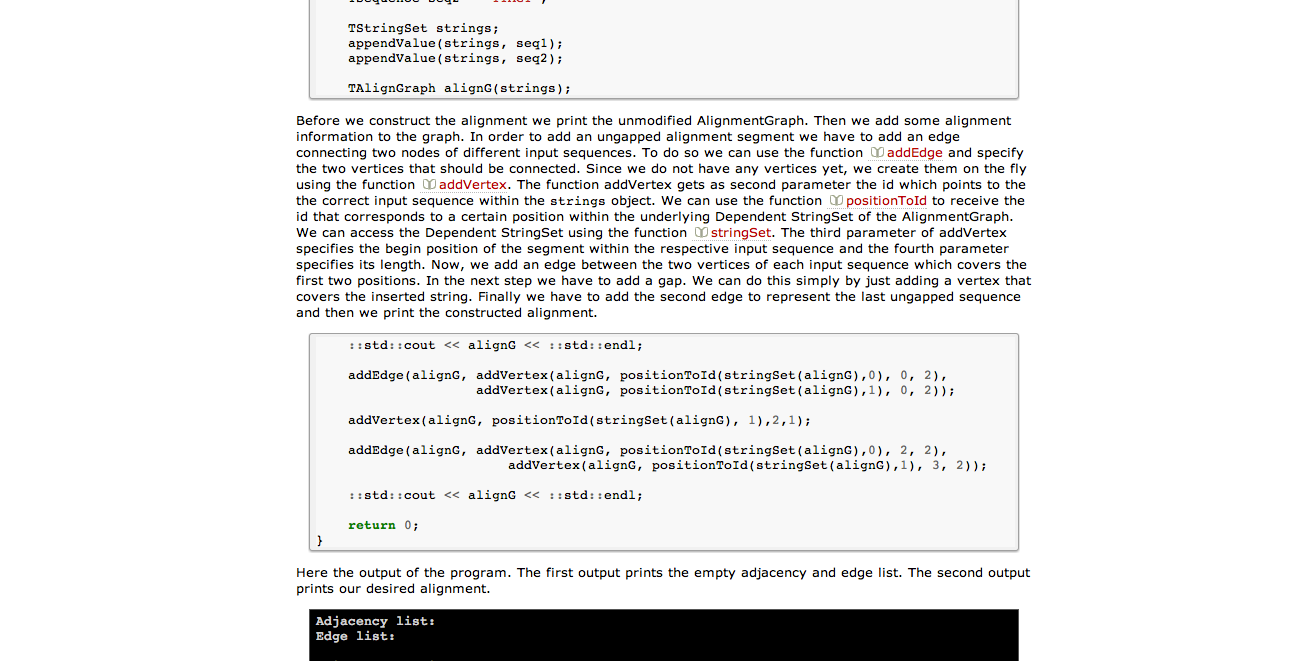 TStringSet strings;
appendValue(strings, seq1);
appendValue(strings, seq2);
TAlignGraph alignG(strings);
Before we construct the alignment we print the unmodified AlignmentGraph. Then we add some alignment
information to the graph. In order to add an ungapped alignment segment we have to add an edge
connecting two nodes of different input sequences. To do so we can use the function addEdge and specify
the two vertices that should be connected. Since we do not have any vertices yet, we create them on the fly
using the function addVertex. The function addVertex gets as second parameter the id which points to the
the correct input sequence within the strings object. We can use the function positionToId to receive the
id that corresponds to a certain position within the underlying Dependent StringSet of the AlignmentGraph.
We can access the Dependent StringSet using the function stringSet. The third parameter of addVertex
specifies the begin position of the segment within the respective input sequence and the fourth parameter
specifies its length. Now, we add an edge between the two vertices of each input sequence which covers the
first two positions. In the next step we have to add a gap. We can do this simply by just adding a vertex that
covers the inserted string. Finally we have to add the second edge to represent the last ungapped sequence
and then we print the constructed alignment.
::std::cout << alignG << ::std::endl;
addEdge(alignG, addVertex(alignG, positionToId(stringSet(alignG),0), 0, 2),
addVertex(alignG, positionToId(stringSet(alignG),1), 0, 2));
addVertex(alignG, positionToId(stringSet(alignG), 1),2,1);
addEdge(alignG, addVertex(alignG, positionToId(stringSet(alignG),0), 2, 2),
addVertex(alignG, positionToId(stringSet(alignG),1), 3, 2));
::std::cout << alignG << ::std::endl;
return 0;
}
Here the output of the program. The first output prints the empty adjacency and edge list. The second output
prints our desired alignment.
Adjacency list:
Edge list: